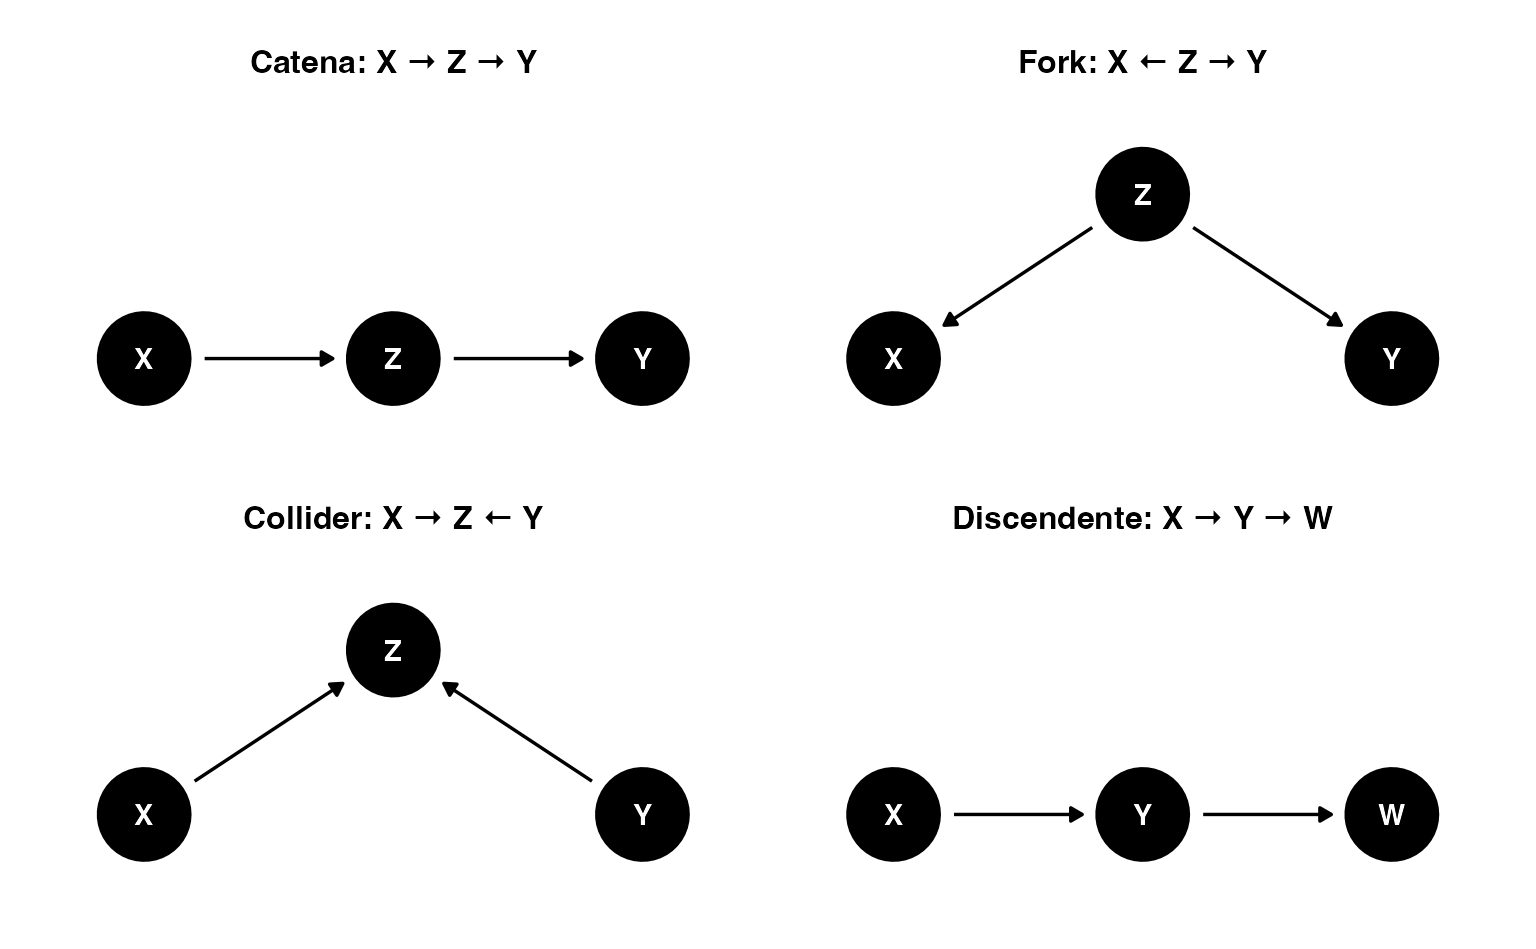 Catena: X → Z → Y
X
Z
Y
Fork: X ← Z → Y
Z
X
Y
Collider: X → Z ← Y
Z
X
Y
Discendente: X → Y → W
X
Y
W